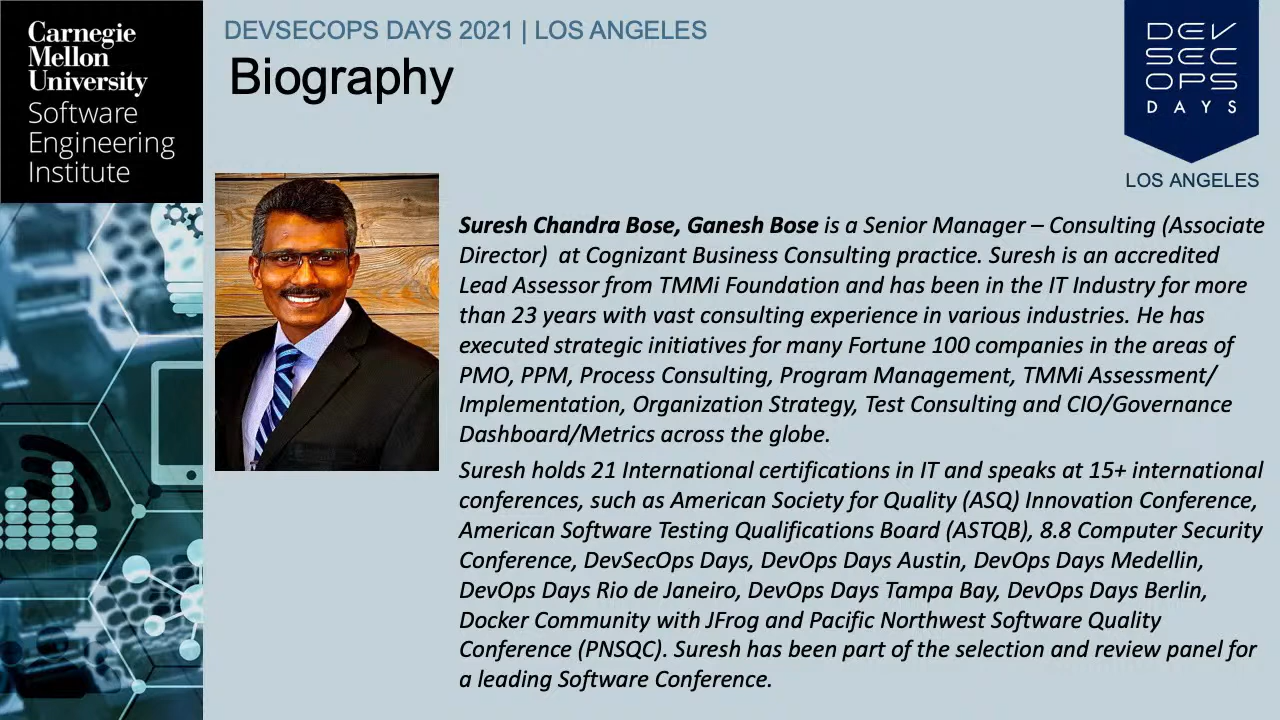 Carnegie
Mellon
University
Software
Engineering
Institute
DEVSECOPS DAYS 2021 | LOS ANGELES
Biography
DEV
SEC
OPS
DAYS
LOS ANGELES
Suresh Chandra Bose, Ganesh Bose is a Senior Manager – Consulting (Associate
Director) at Cognizant Business Consulting practice. Suresh is an accredited
Lead Assessor from TMMi Foundation and has been in the IT Industry for more
than 23 years with vast consulting experience in various industries. He has
executed strategic initiatives for many Fortune 100 companies in the areas of
PMO, PPM, Process Consulting, Program Management, TMMi Assessment/
Implementation, Organization Strategy, Test Consulting and CIO/Governance
Dashboard/Metrics across the globe.
Suresh holds 21 International certifications in IT and speaks at 15+ international
conferences, such as American Society for Quality (ASQ) Innovation Conference,
American Software Testing Qualifications Board (ASTQB), 8.8 Computer Security
Conference, DevSecOps Days, DevOps Days Austin, DevOps Days Medellin,
DevOps Days Rio de Janeiro, DevOps Days Tampa Bay, DevOps Days Berlin,
Docker Community with JFrog and Pacific Northwest Software Quality
Conference (PNSQC). Suresh has been part of the selection and review panel for
a leading Software Conference.